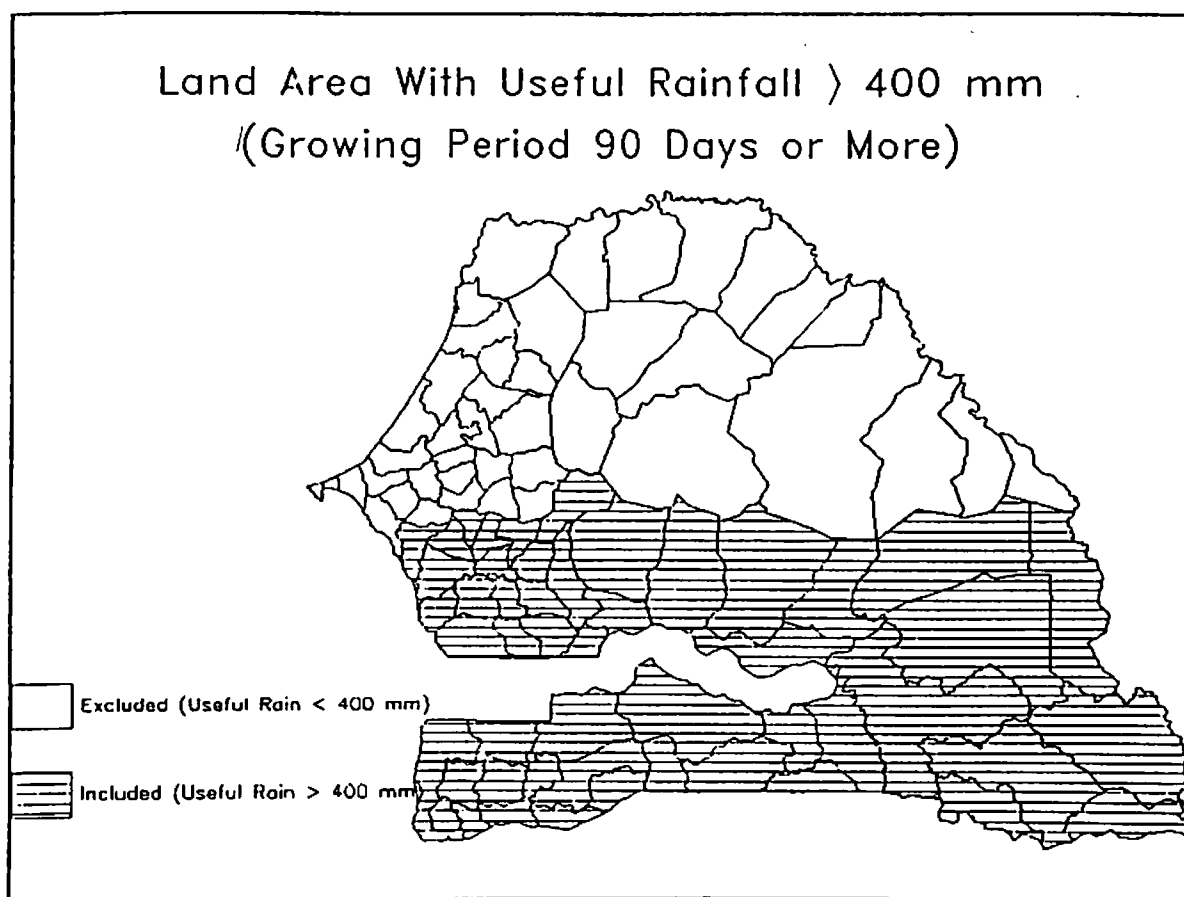 Land Area With Useful Rainfall > 400 mm
(Growing Period 90 Days or More)
Excluded (Useful Rain < 400 mm)
Included (Useful Rain > 400 mm)